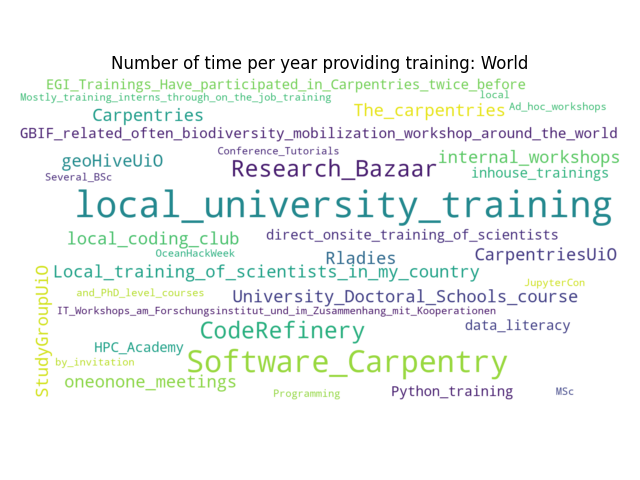 Number of time per year providing training: World
EGI_Trainings_Have_participated_in_Carpentries_twice_before
Mostly_training_interns_through_on_the_job_training
local
Carpentries
The_carpentries
Ad_hoc_workshops
GBIF_related_often_biodiversity_mobilization_workshop_around_the_world
Conference_Tutorials
geoHiveUiO
Research_Bazaar
internal_workshops
Several_BSc
inhouse_trainings
local_university_training
local_coding_club
direct_onsite_training_of_scientists
OceanHackWeek
Rladies
CarpentriesUiO
Local_training_of_scientists_in_my_country
JupyterCon
StudyGroupUiO
and_PhD_level_courses
University_Doctoral_Schools_course
IT_Workshops_am_Forschungsinstitut_und_im_Zusammenhang_mit_Kooperationen
CodeRefinery
data_literacy
HPC_Academy
by_invitation
Software_Carpentry
oneonone_meetings
Programming
Python_training
MSc